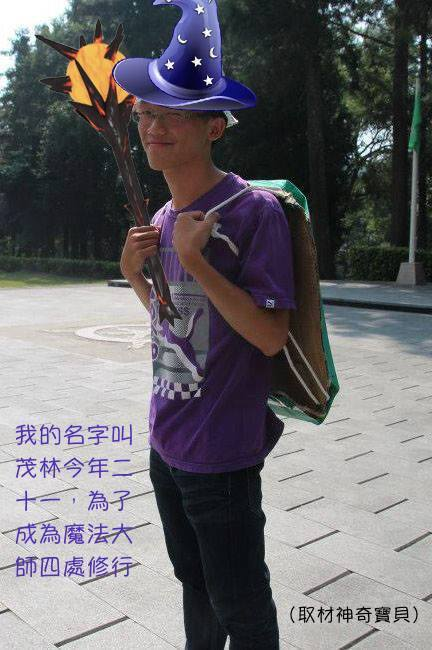 我的名字叫
茂林今年二
十一，為了
成為魔法大
師四處修行
（取材神奇寶貝）